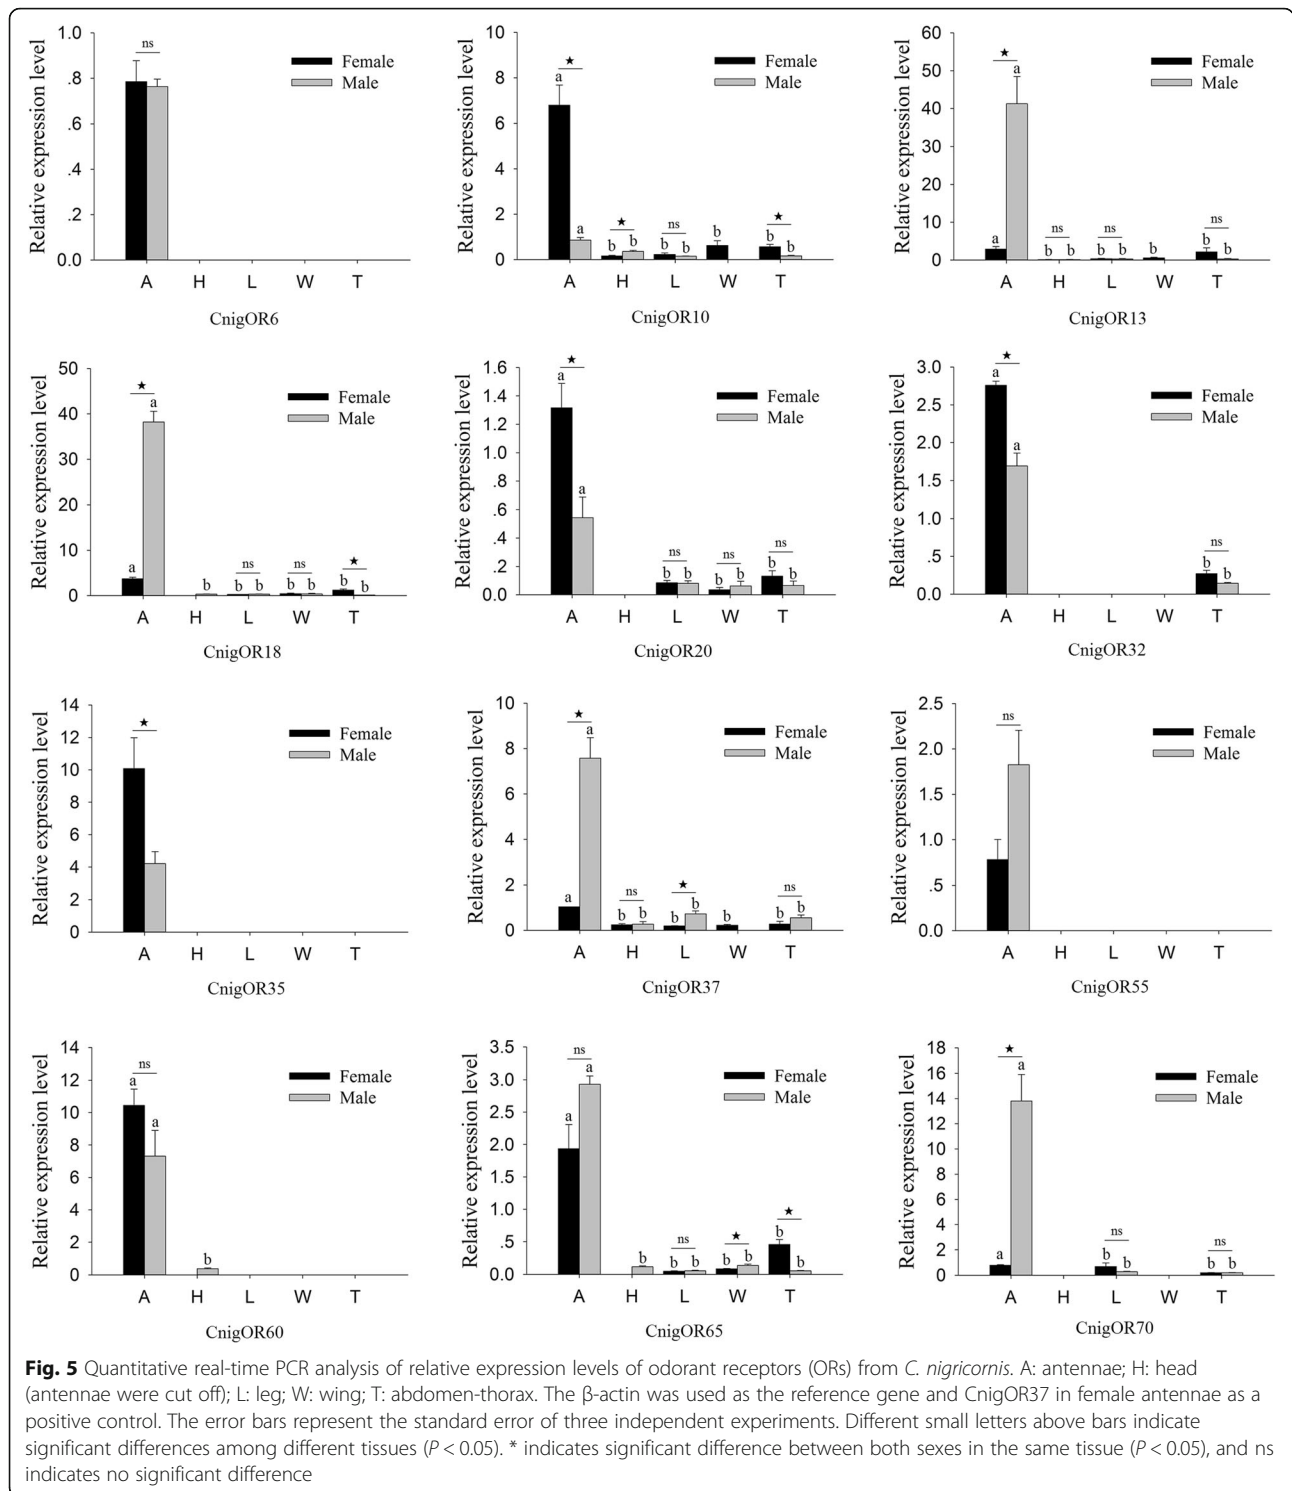 1.0
.8
.6
.4
.2
0.0
Relative expression level
ns
Female
Male
A H L W T
CnigOR6
10
8
6
4
2
0
Relative expression level
★
a
a
★
b b
ns
b b
b
★
b b
Female
Male
A H L W T
CnigOR10
60
50
40
30
20
10
0
Relative expression level
★
a
a
ns
b b
ns
b b
b
ns
b b
Female
Male
A H L W T
CnigOR13
50
40
30
20
10
0
Relative expression level
★
a
a
b
ns
b b
ns
b b
★
b b
Female
Male
A H L W T
CnigOR18
1.6
1.4
1.2
1.0
.8
.6
.4
.2
0.0
Relative expression level
★
a
a
ns
b b
ns
b b
ns
b b
Female
Male
A H L W T
CnigOR20
3.0
2.5
2.0
1.5
1.0
.5
0.0
Relative expression level
★
a
a
ns
b b
Female
Male
A H L W T
CnigOR32
14
12
10
8
6
4
2
0
Relative expression level
★
Female
Male
A H L W T
CnigOR35
10
8
6
4
2
0
Relative expression level
★
a
a
ns
b b
★
b b
b
ns
b b
Female
Male
A H L W T
CnigOR37
2.5
2.0
1.5
1.0
.5
0.0
Relative expression level
ns
Female
Male
A H L W T
CnigOR55
14
12
10
8
6
4
2
0
Relative expression level
ns
a
a
b
Female
Male
A H L W T
CnigOR60
3.5
3.0
2.5
2.0
1.5
1.0
.5
0.0
Relative expression level
ns
a
a
b
ns
b b
★
b b
★
b b
Female
Male
A H L W T
CnigOR65
18
16
14
12
10
8
6
4
2
0
Relative expression level
★
a
a
ns
b b
ns
b b
Female
Male
A H L W T
CnigOR70
Fig. 5 Quantitative real-time PCR analysis of relative expression levels of odorant receptors (ORs) from C. nigricornis. A: antennae; H: head
(antennae were cut off); L: leg; W: wing; T: abdomen-thorax. The β-actin was used as the reference gene and CnigOR37 in female antennae as a
positive control. The error bars represent the standard error of three independent experiments. Different small letters above bars indicate
significant differences among different tissues (P < 0.05). * indicates significant difference between both sexes in the same tissue (P < 0.05), and ns
indicates no significant difference